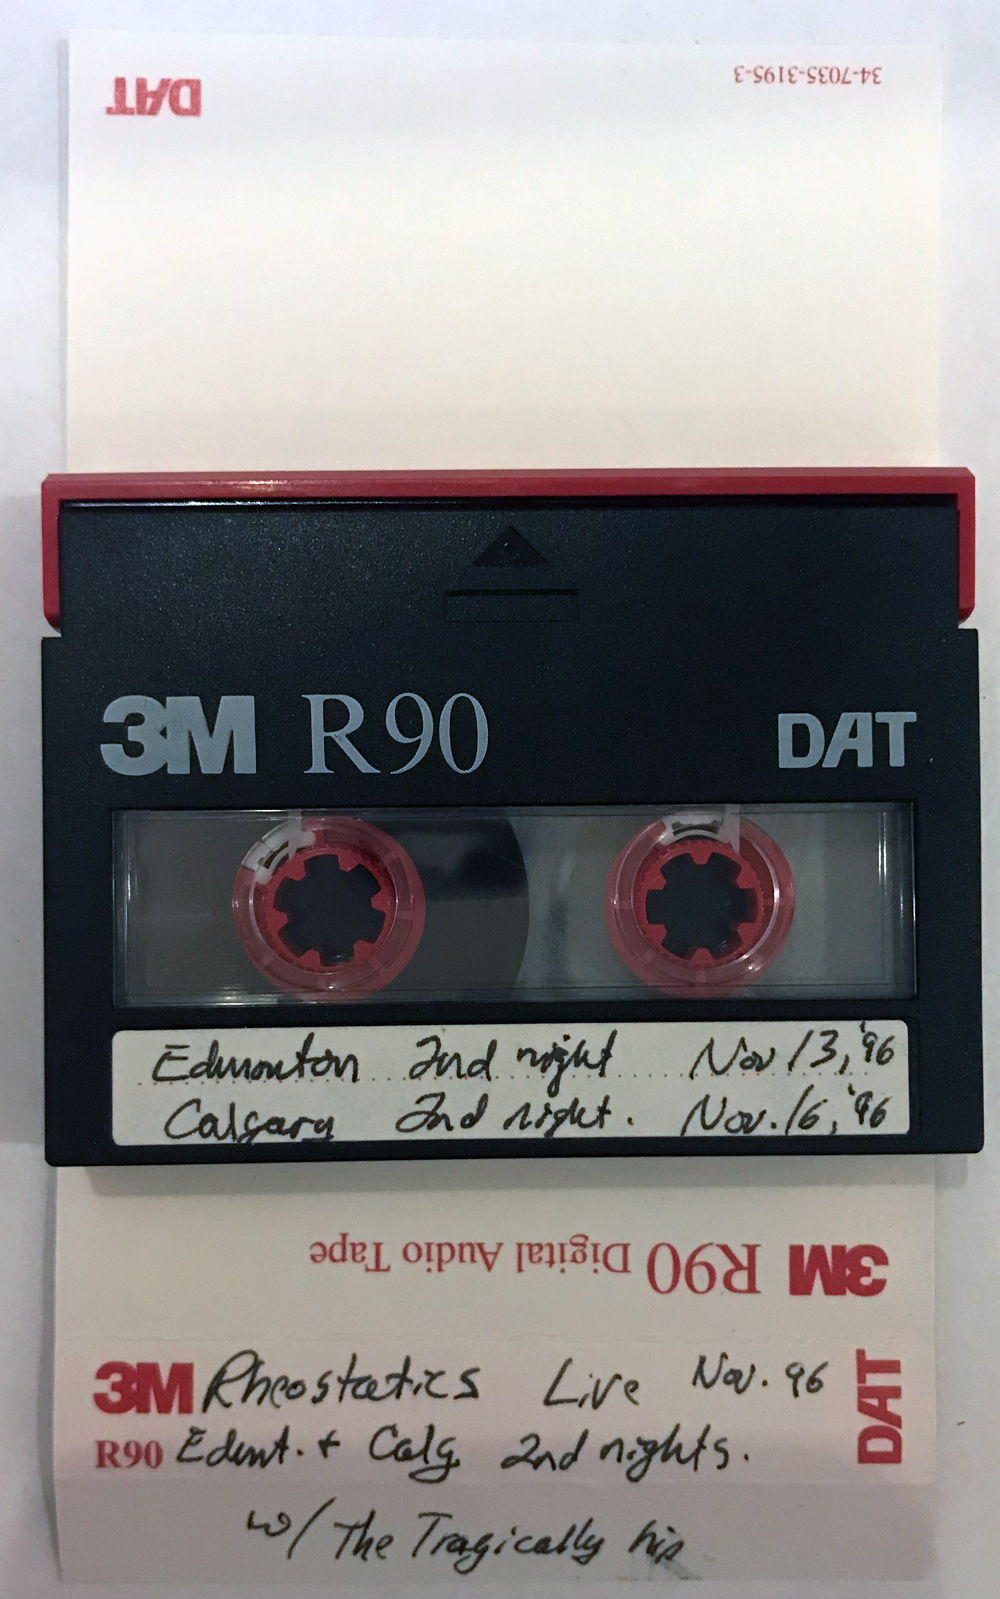 DAT 34-7035-3195-3
3M R90 DAT
Edmonton 2nd night Nov 13, '96
Calgary 2nd night. Nov. 16, '96
3M R90 Digital Audio Tape
3M Rheostatics Live Nov. 96 DAT
R90 Edmt. + Calg. 2nd nights.
w/ The Tragically hip